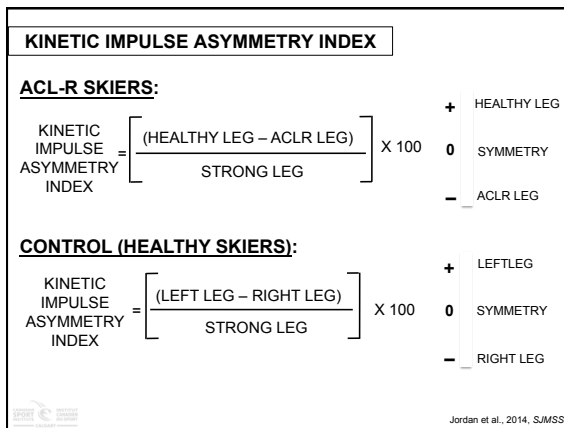 KINETIC IMPULSE ASYMMETRY INDEX
ACL-R SKIERS:
KINETIC
IMPULSE
ASYMMETRY
INDEX
=
(HEALTHY LEG – ACLR LEG)
STRONG LEG
X 100
+ HEALTHY LEG
0 SYMMETRY
– ACLR LEG
CONTROL (HEALTHY SKIERS):
KINETIC
IMPULSE
ASYMMETRY
INDEX
=
(LEFT LEG – RIGHT LEG)
STRONG LEG
X 100
+ LEFTLEG
0 SYMMETRY
– RIGHT LEG
Jordan et al., 2014, SJMSS